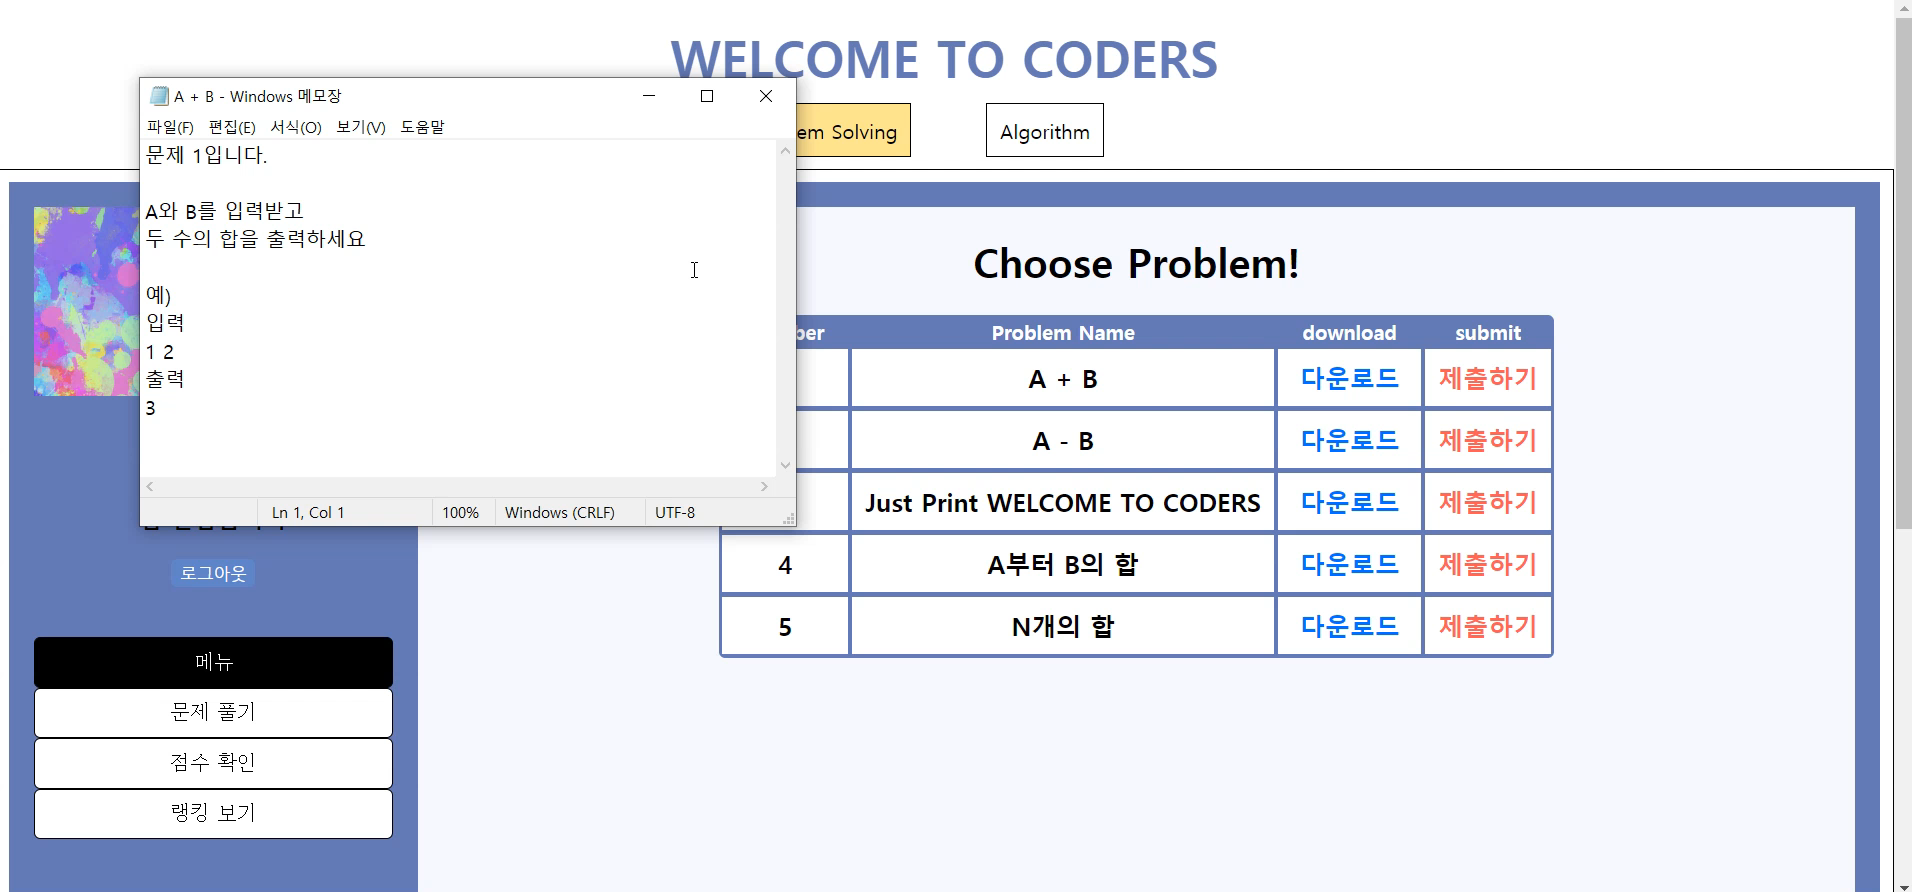 WELCOME TO CODERS
em Solving
Algorithm
A + B - Windows 메모장
파일(F) 편집(E) 서식(O) 보기(V) 도움말
문제 1입니다.
A와 B를 입력받고
두 수의 합을 출력하세요
예)
입력
1 2
출력
3
Ln 1, Col 1 100% Windows (CRLF) UTF-8
로그아웃
메뉴
문제 풀기
점수 확인
랭킹 보기
Choose Problem!
ber Problem Name download submit
A + B 다운로드 제출하기
A - B 다운로드 제출하기
Just Print WELCOME TO CODERS 다운로드 제출하기
4 A부터 B의 합 다운로드 제출하기
5 N개의 합 다운로드 제출하기